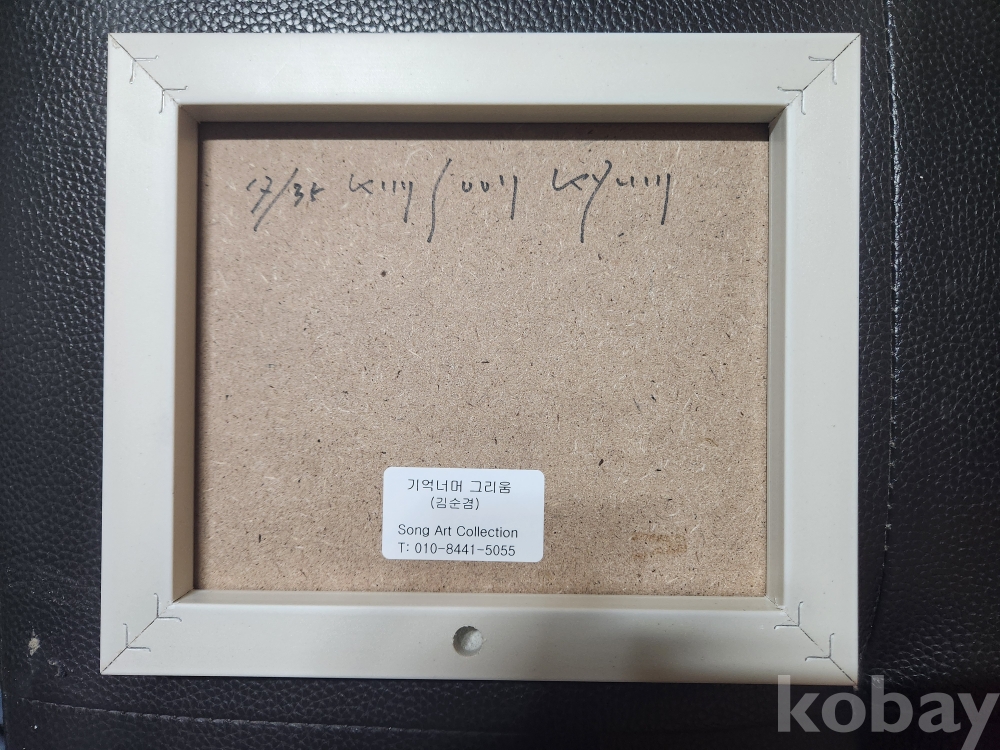 17/35 Kim Soon Kyum
기억너머 그리움
(김순겸)
Song Art Collection
T: 010-8441-5055
kobay